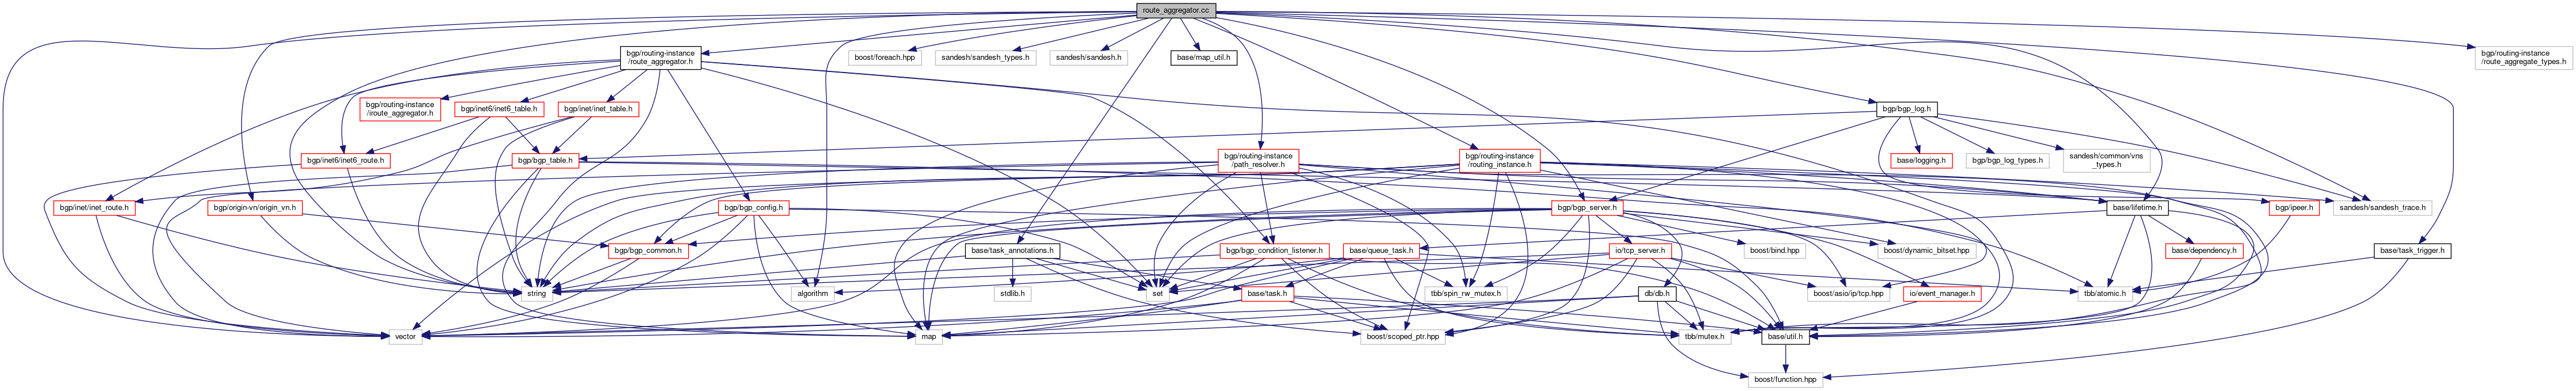 route_aggregator.cc
bgp/routing-instance
/route_aggregator.h
boost/foreach.hpp
sandesh/sandesh_types.h
sandesh/sandesh.h
base/map_util.h
bgp/routing-instance
/route_aggregate_types.h
bgp/routing-instance
/iroute_aggregator.h
bgp/inet6/inet6_table.h
bgp/inet/inet_table.h
bgp/bgp_log.h
bgp/inet6/inet6_route.h
bgp/bgp_table.h
bgp/routing-instance
/path_resolver.h
bgp/routing-instance
/routing_instance.h
base/logging.h
bgp/bgp_log_types.h
sandesh/common/vns
_types.h
bgp/inet/inet_route.h
bgp/origin-vn/origin_vn.h
bgp/bgp_config.h
bgp/bgp_server.h
base/lifetime.h
bgp/ipeer.h
sandesh/sandesh_trace.h
bgp/bgp_common.h
base/task_annotations.h
bgp/bgp_condition_listener.h
base/queue_task.h
io/tcp_server.h
boost/bind.hpp
boost/dynamic_bitset.hpp
base/dependency.h
base/task_trigger.h
string
algorithm
stdlib.h
set
base/task.h
tbb/spin_rw_mutex.h
db/db.h
boost/asio/ip/tcp.hpp
io/event_manager.h
tbb/atomic.h
vector
map
boost/scoped_ptr.hpp
tbb/mutex.h
base/util.h
boost/function.hpp